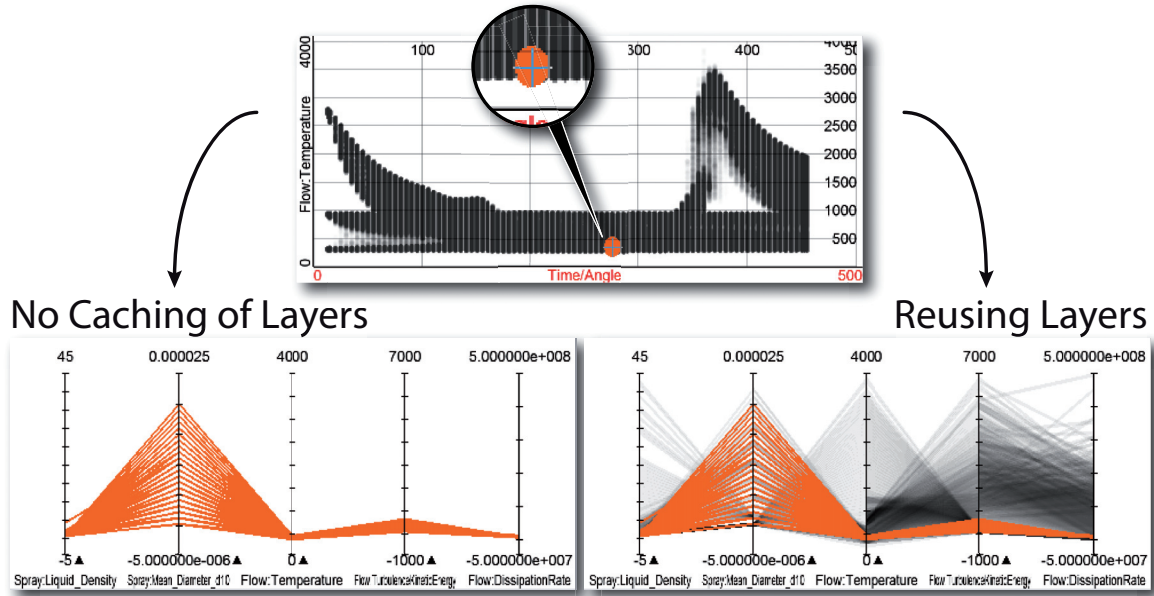 4000 100 300 400 4000 50
3500
3000
2500
2000
1500
1000
500
Flow:Temperature
0
0 Time/Angle 500
No Caching of Layers
Reusing Layers
45 0.000025 4000 7000 5.000000e+008
-5▲ -5.000000e-006▲ 0▲ -1000▲ -5.000000e+007
Spray:Liquid_Density Spray:Mean_Diameter_d10 Flow:Temperature Flow TurbulenceKineticEnergy Flow:DissipationRate
45 0.000025 4000 7000 5.000000e+008
-5▲ -5.000000e-006▲ 0▲ -1000▲ -5.000000e+007
Spray:Liquid_Density Spray:Mean_Diameter_d10 Flow:Temperature Flow TurbulenceKineticEnergy Flow:DissipationRate